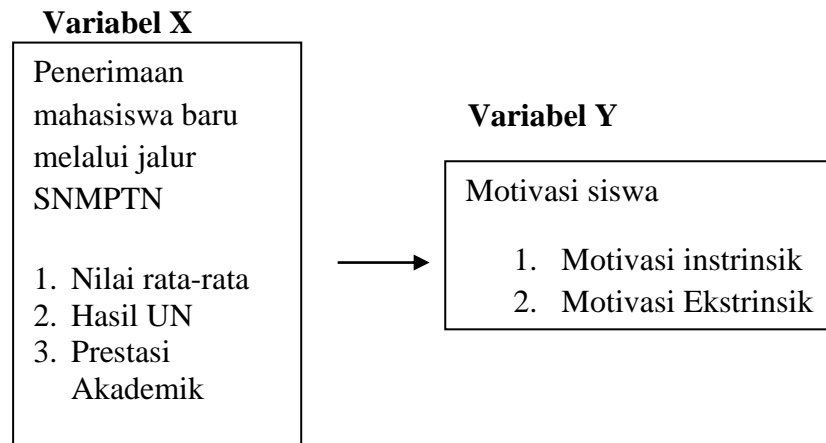 Variabel X
Penerimaan
mahasiswa baru
melalui jalur
SNMPTN
1. Nilai rata-rata
2. Hasil UN
3. Prestasi
Akademik
Variabel Y
Motivasi siswa
1. Motivasi instrinsik
2. Motivasi Ekstrinsik